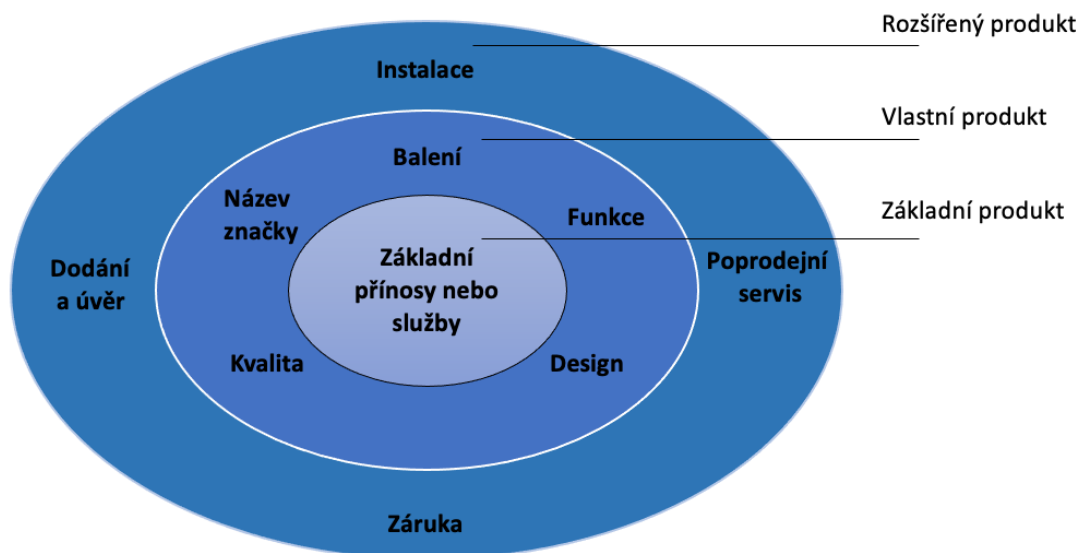 Rozšířený produkt
Instalace
Vlastní produkt
Balení
Název
značky
Funkce
Základní produkt
Základní
přínosy nebo
služby
Dodání
a úvěr
Poprodejní
servis
Kvalita
Design
Záruka